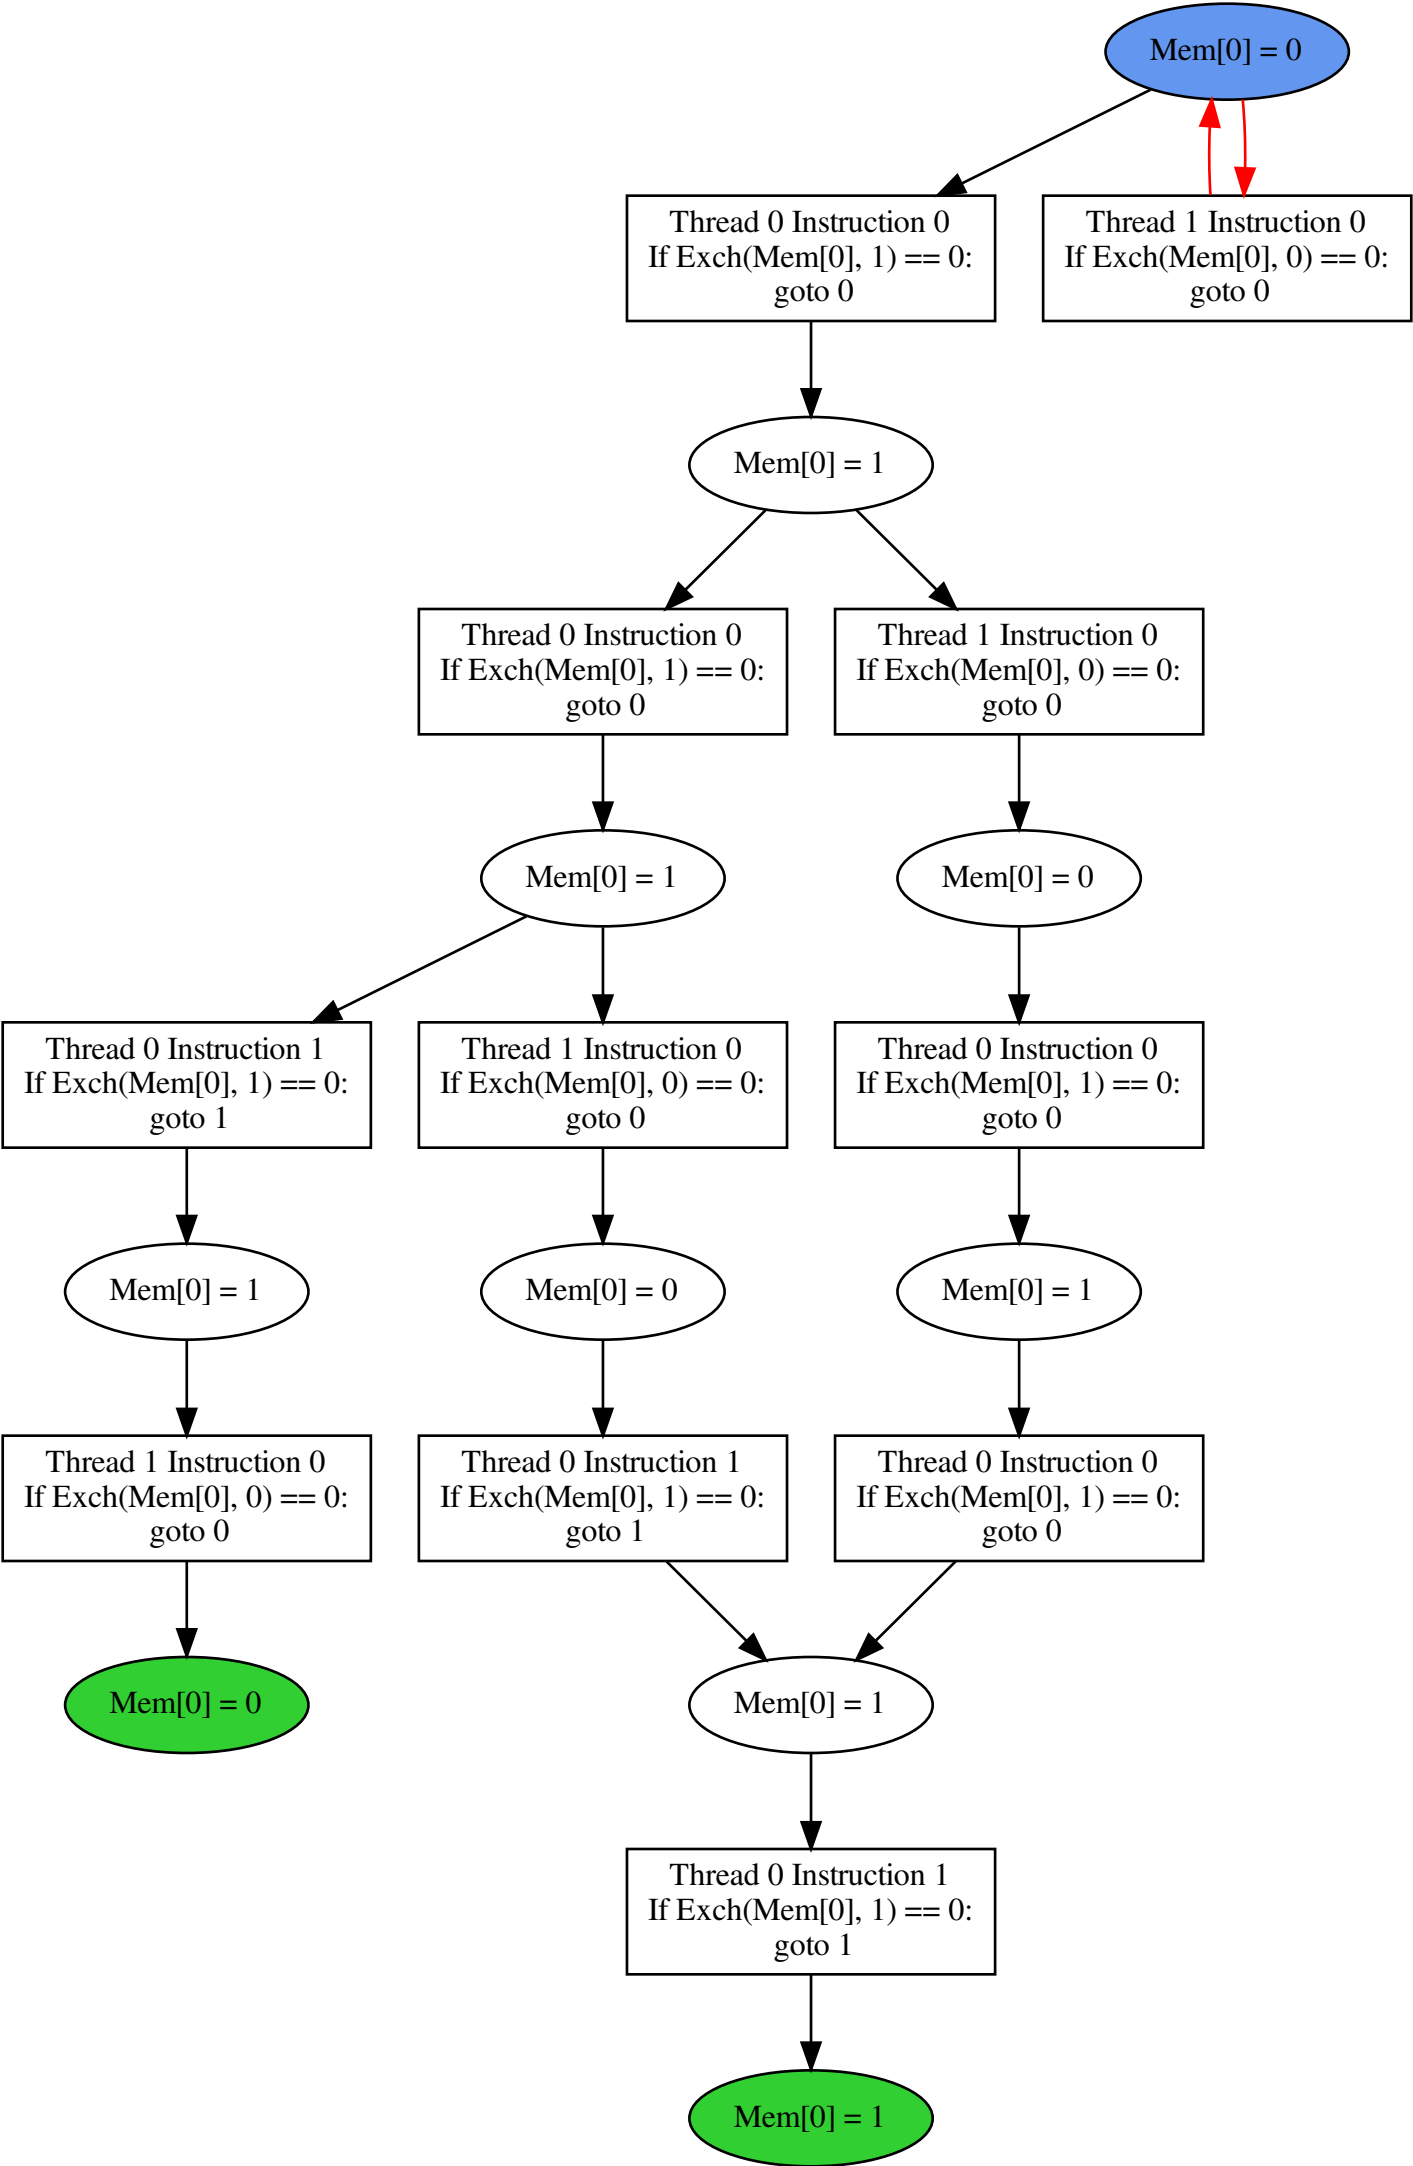 Mem[0] = 0
Thread 0 Instruction 0
If Exch(Mem[0], 1) == 0:
goto 0
Thread 1 Instruction 0
If Exch(Mem[0], 0) == 0:
goto 0
Mem[0] = 1
Thread 0 Instruction 0
If Exch(Mem[0], 1) == 0:
goto 0
Thread 1 Instruction 0
If Exch(Mem[0], 0) == 0:
goto 0
Mem[0] = 1
Mem[0] = 0
Thread 0 Instruction 1
If Exch(Mem[0], 1) == 0:
goto 1
Thread 1 Instruction 0
If Exch(Mem[0], 0) == 0:
goto 0
Thread 0 Instruction 0
If Exch(Mem[0], 1) == 0:
goto 0
Mem[0] = 1
Mem[0] = 0
Mem[0] = 1
Thread 1 Instruction 0
If Exch(Mem[0], 0) == 0:
goto 0
Thread 0 Instruction 1
If Exch(Mem[0], 1) == 0:
goto 1
Thread 0 Instruction 0
If Exch(Mem[0], 1) == 0:
goto 0
Mem[0] = 0
Mem[0] = 1
Thread 0 Instruction 1
If Exch(Mem[0], 1) == 0:
goto 1
Mem[0] = 1